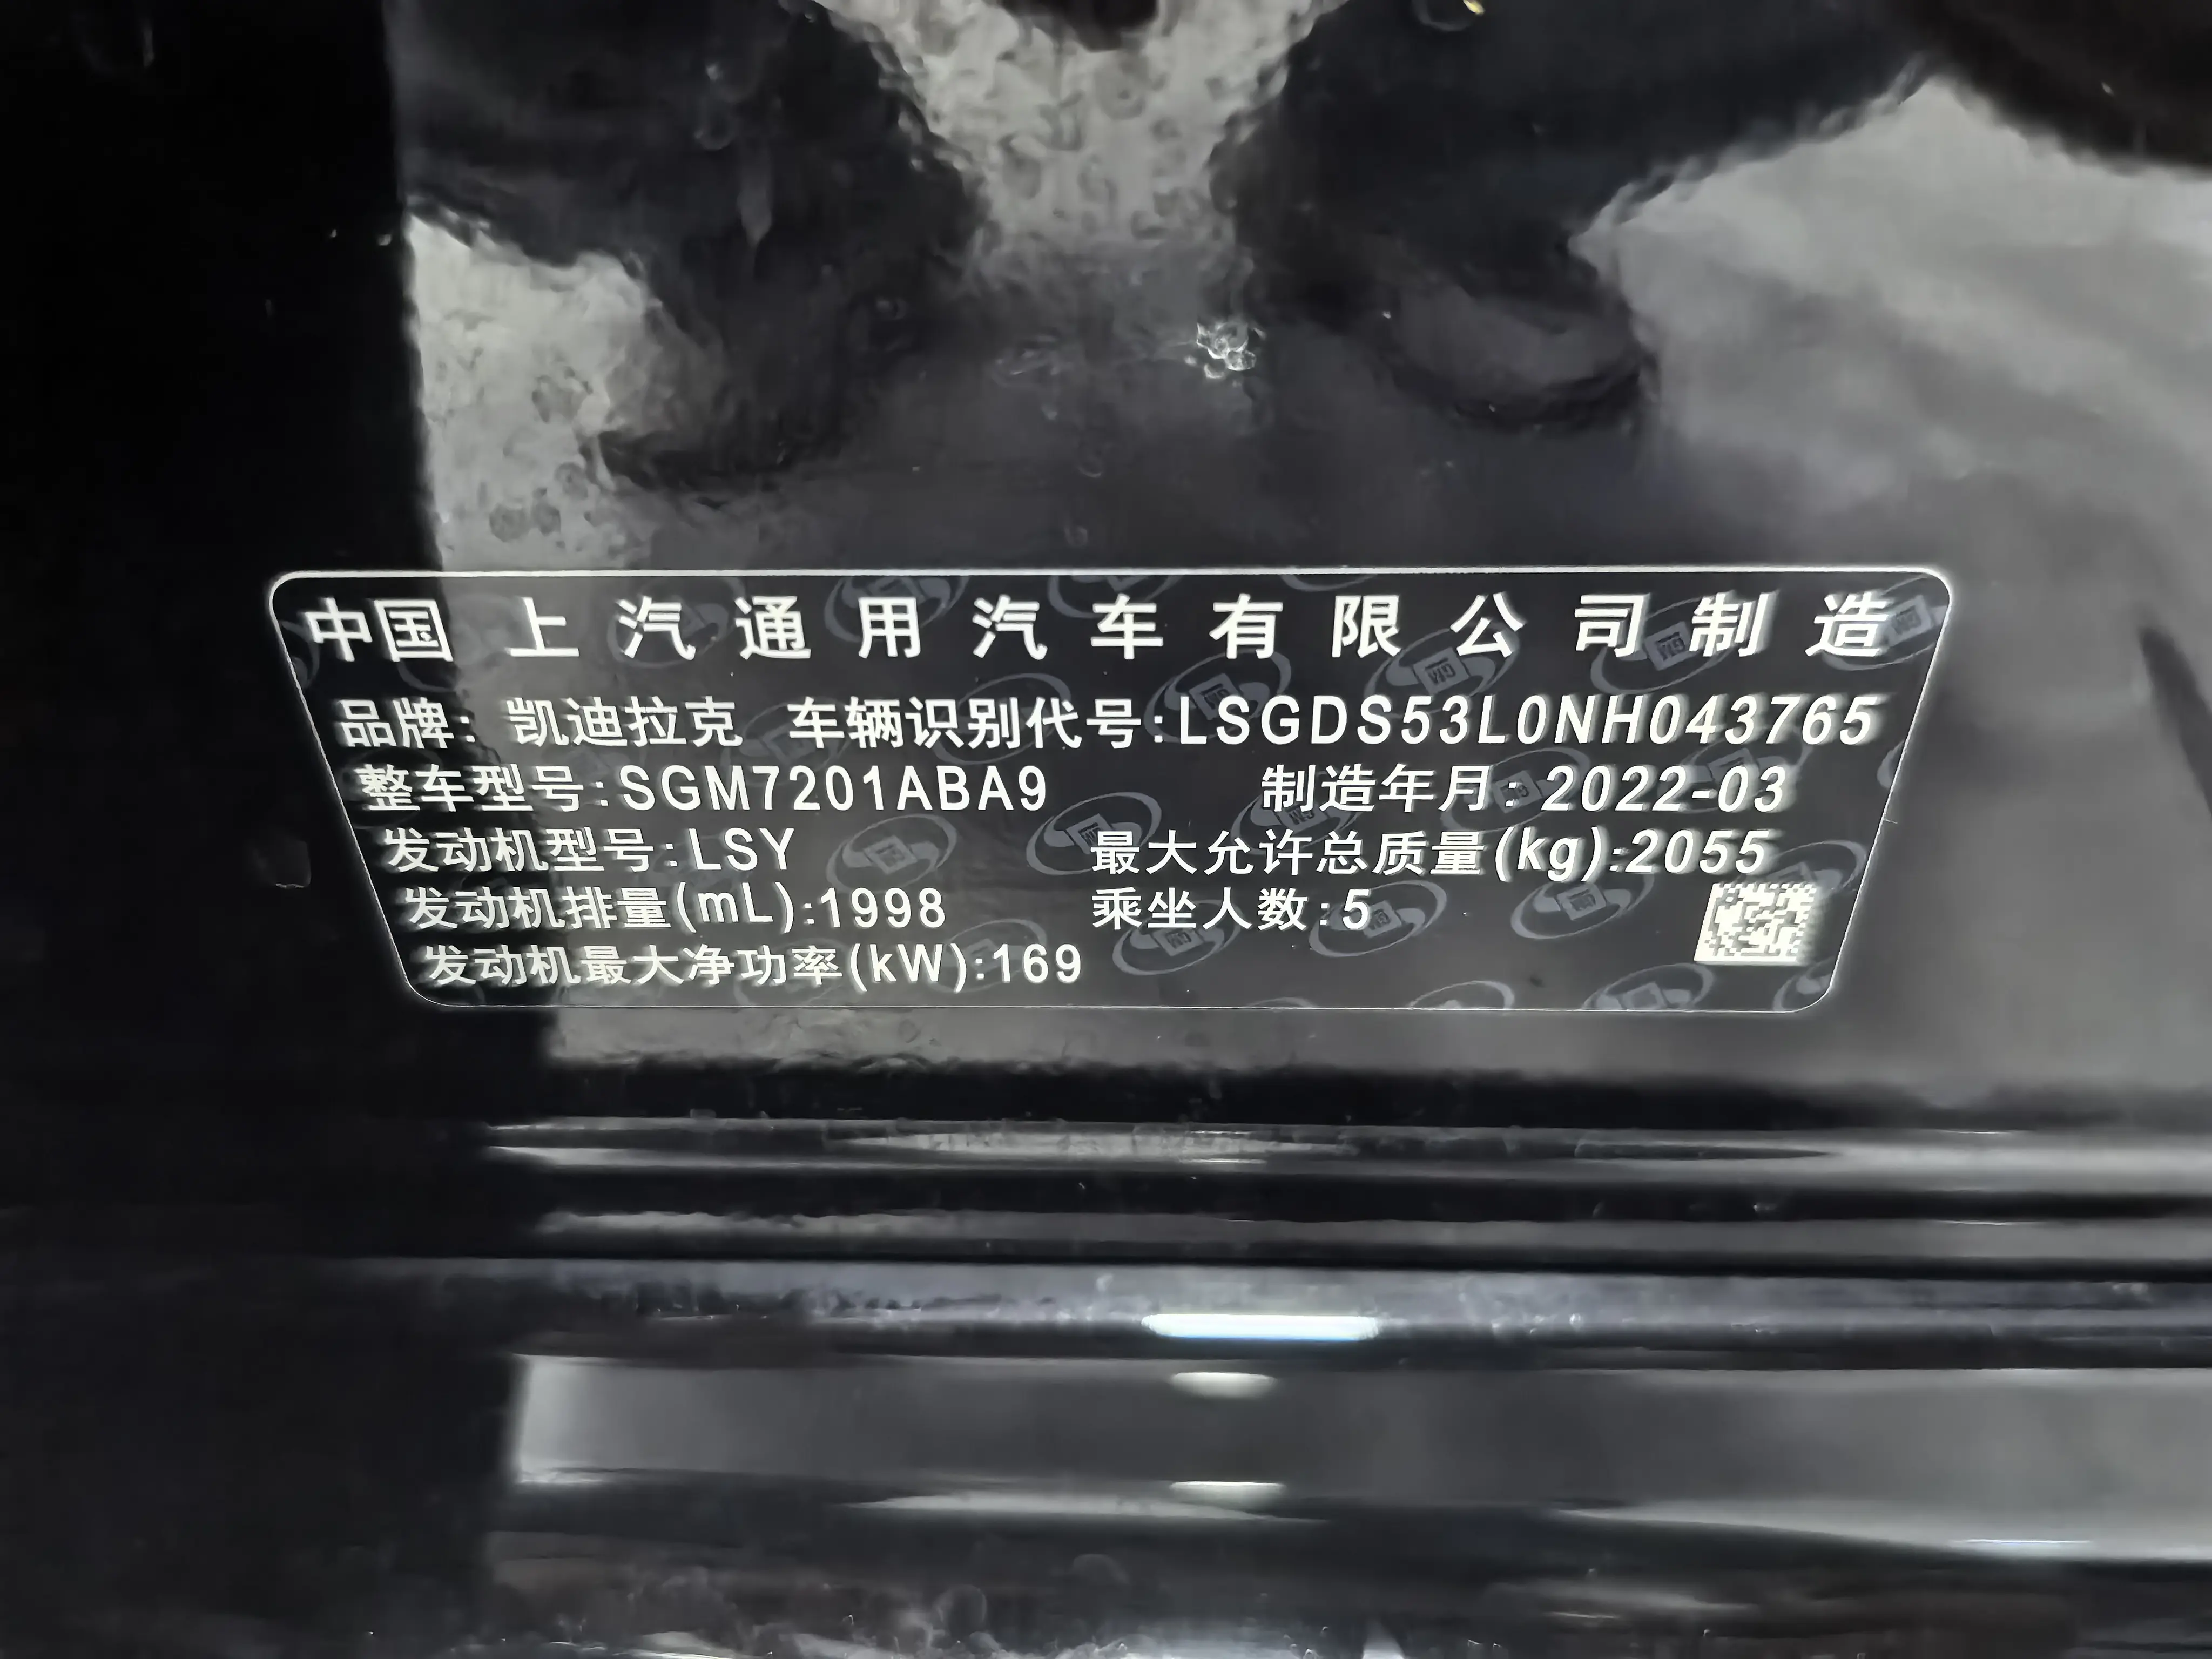 中国 上汽通用汽车有限公司制造
品牌: 凯迪拉克 车辆识别代号:LSGDS53L0NH043765
整车型号:SGM7201ABA9 制造年月: 2022-03
发动机型号:LSY 最大允许总质量(kg):2055
发动机排量(mL):1998 乘坐人数:5
发动机最大净功率(kW):169